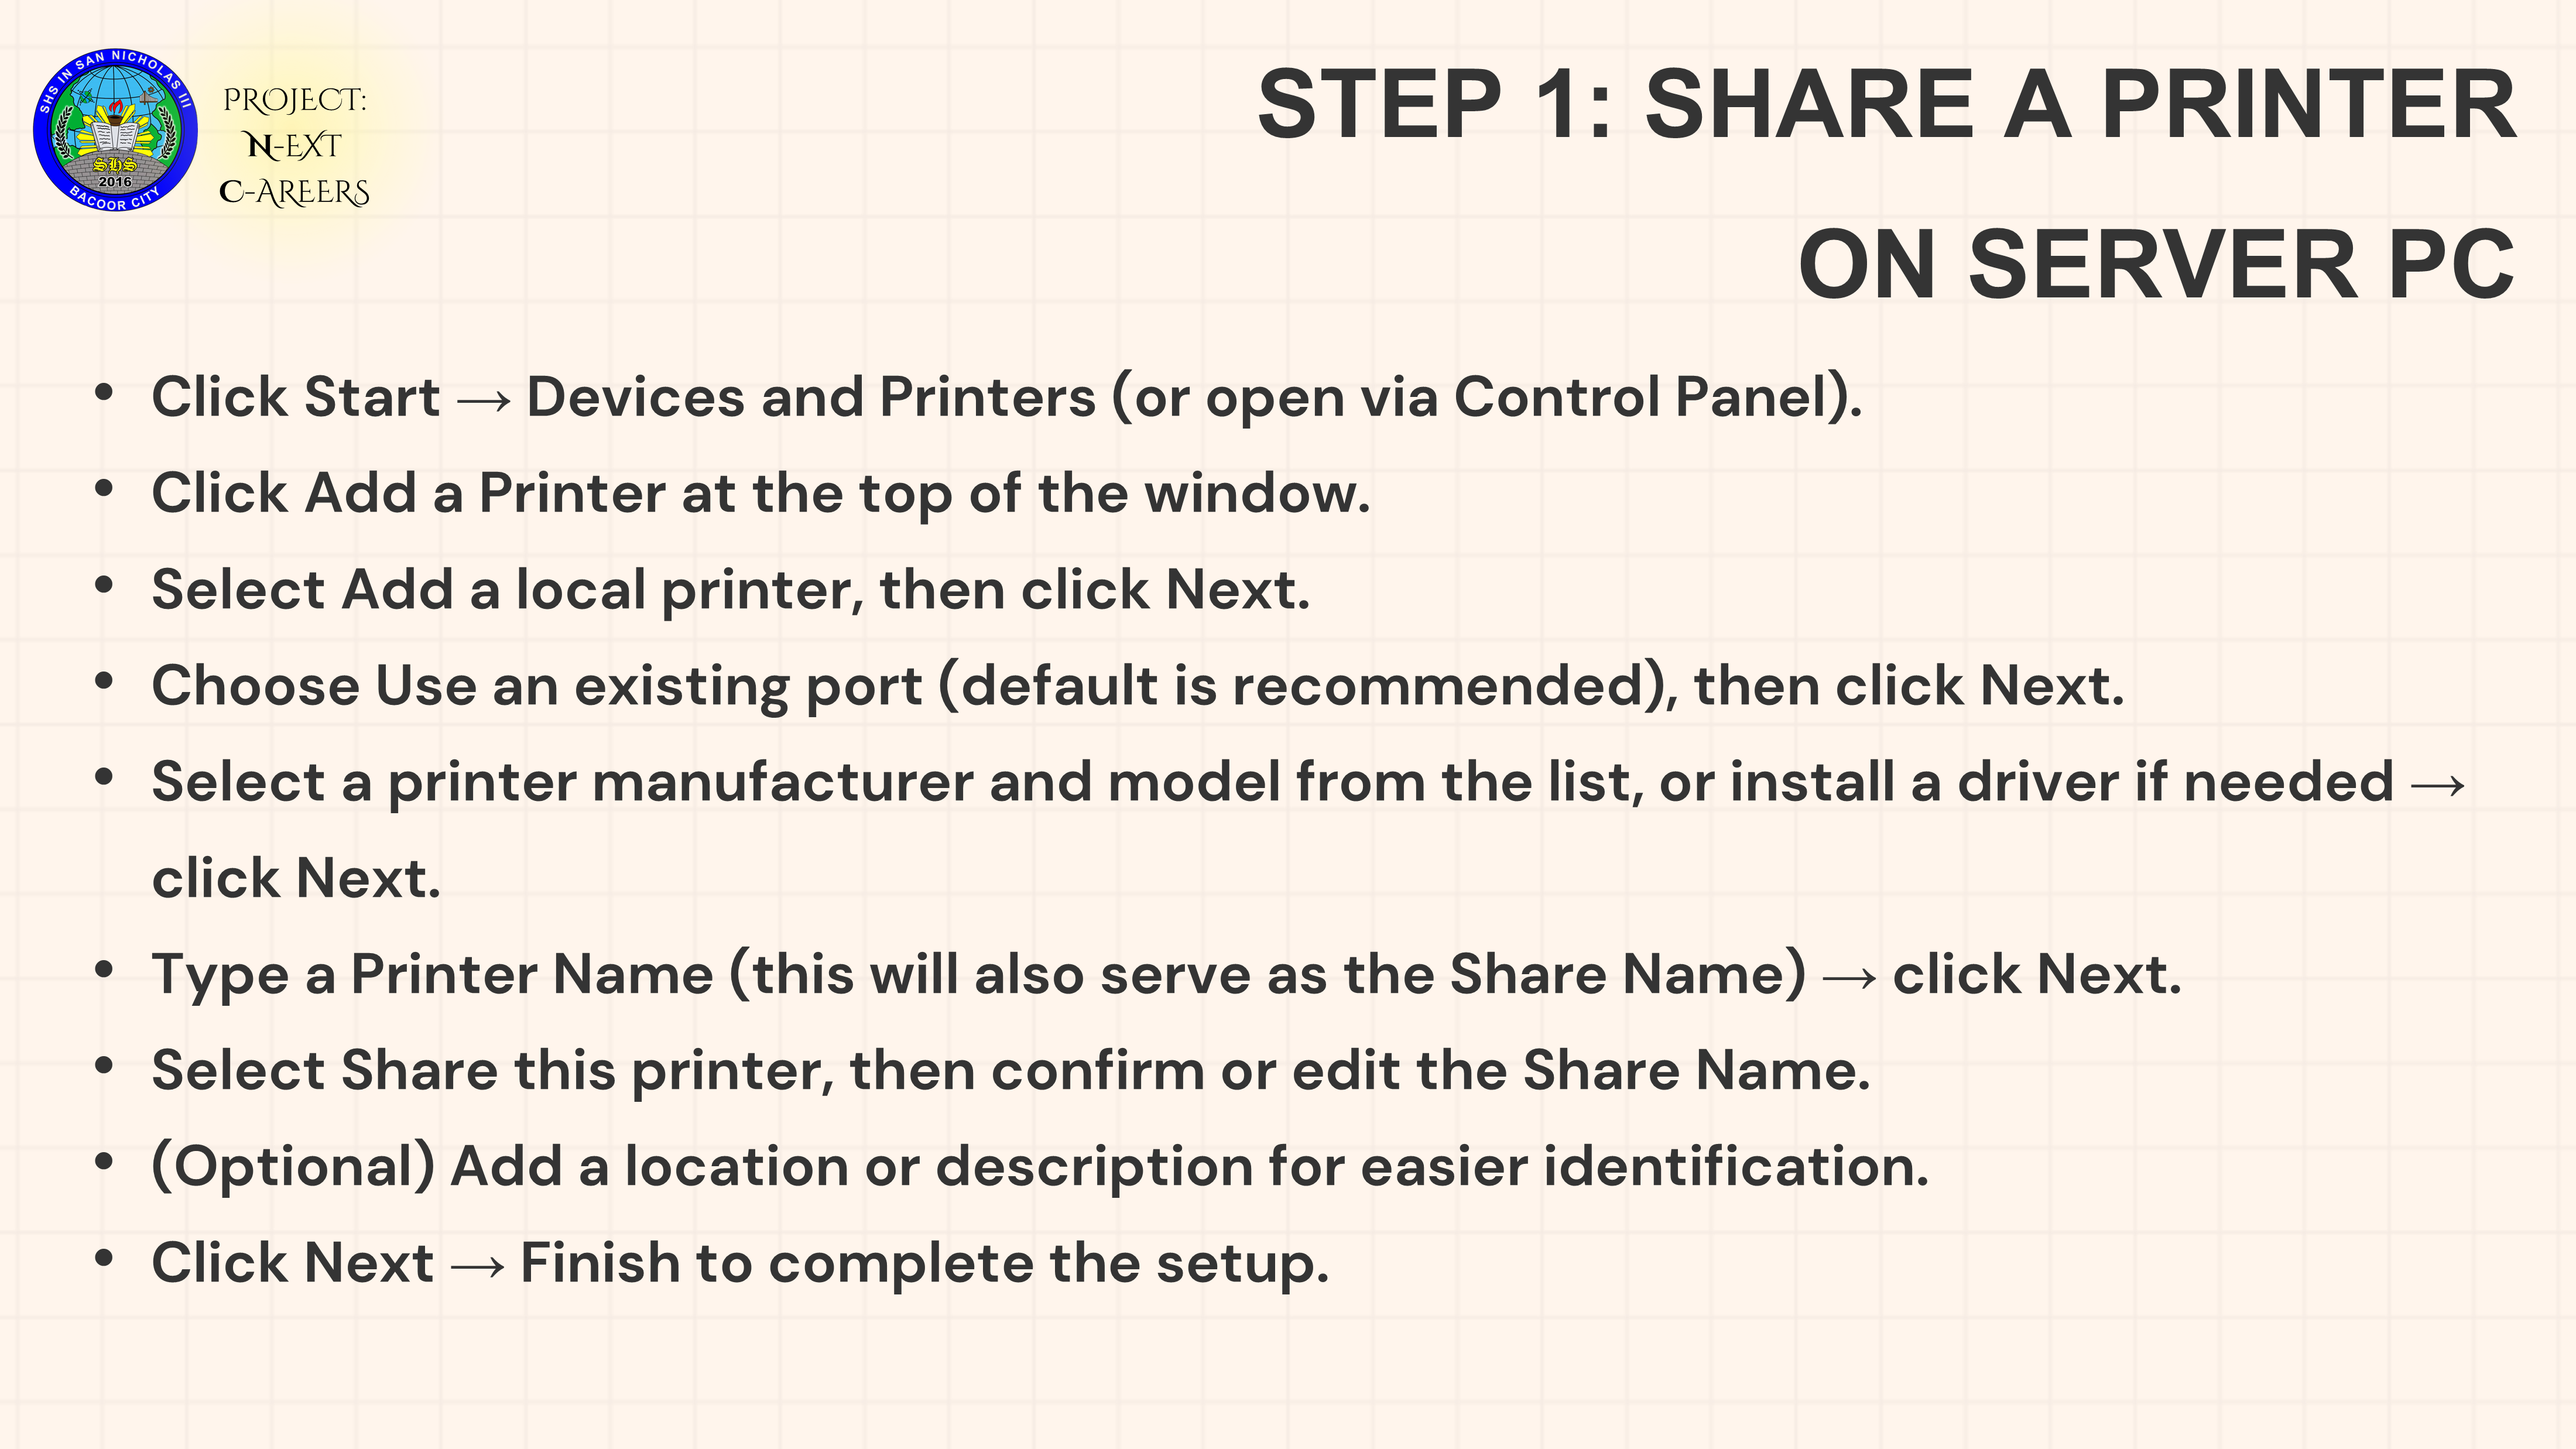 SHS IN SAN NICHOLAS III
SHS
2016
BACOOR CITY
PROJECT:
N-EXT
C-AREERS
STEP 1: SHARE A PRINTER
ON SERVER PC
• Click Start → Devices and Printers (or open via Control Panel).
• Click Add a Printer at the top of the window.
• Select Add a local printer, then click Next.
• Choose Use an existing port (default is recommended), then click Next.
• Select a printer manufacturer and model from the list, or install a driver if needed →
click Next.
• Type a Printer Name (this will also serve as the Share Name) → click Next.
• Select Share this printer, then confirm or edit the Share Name.
• (Optional) Add a location or description for easier identification.
• Click Next → Finish to complete the setup.